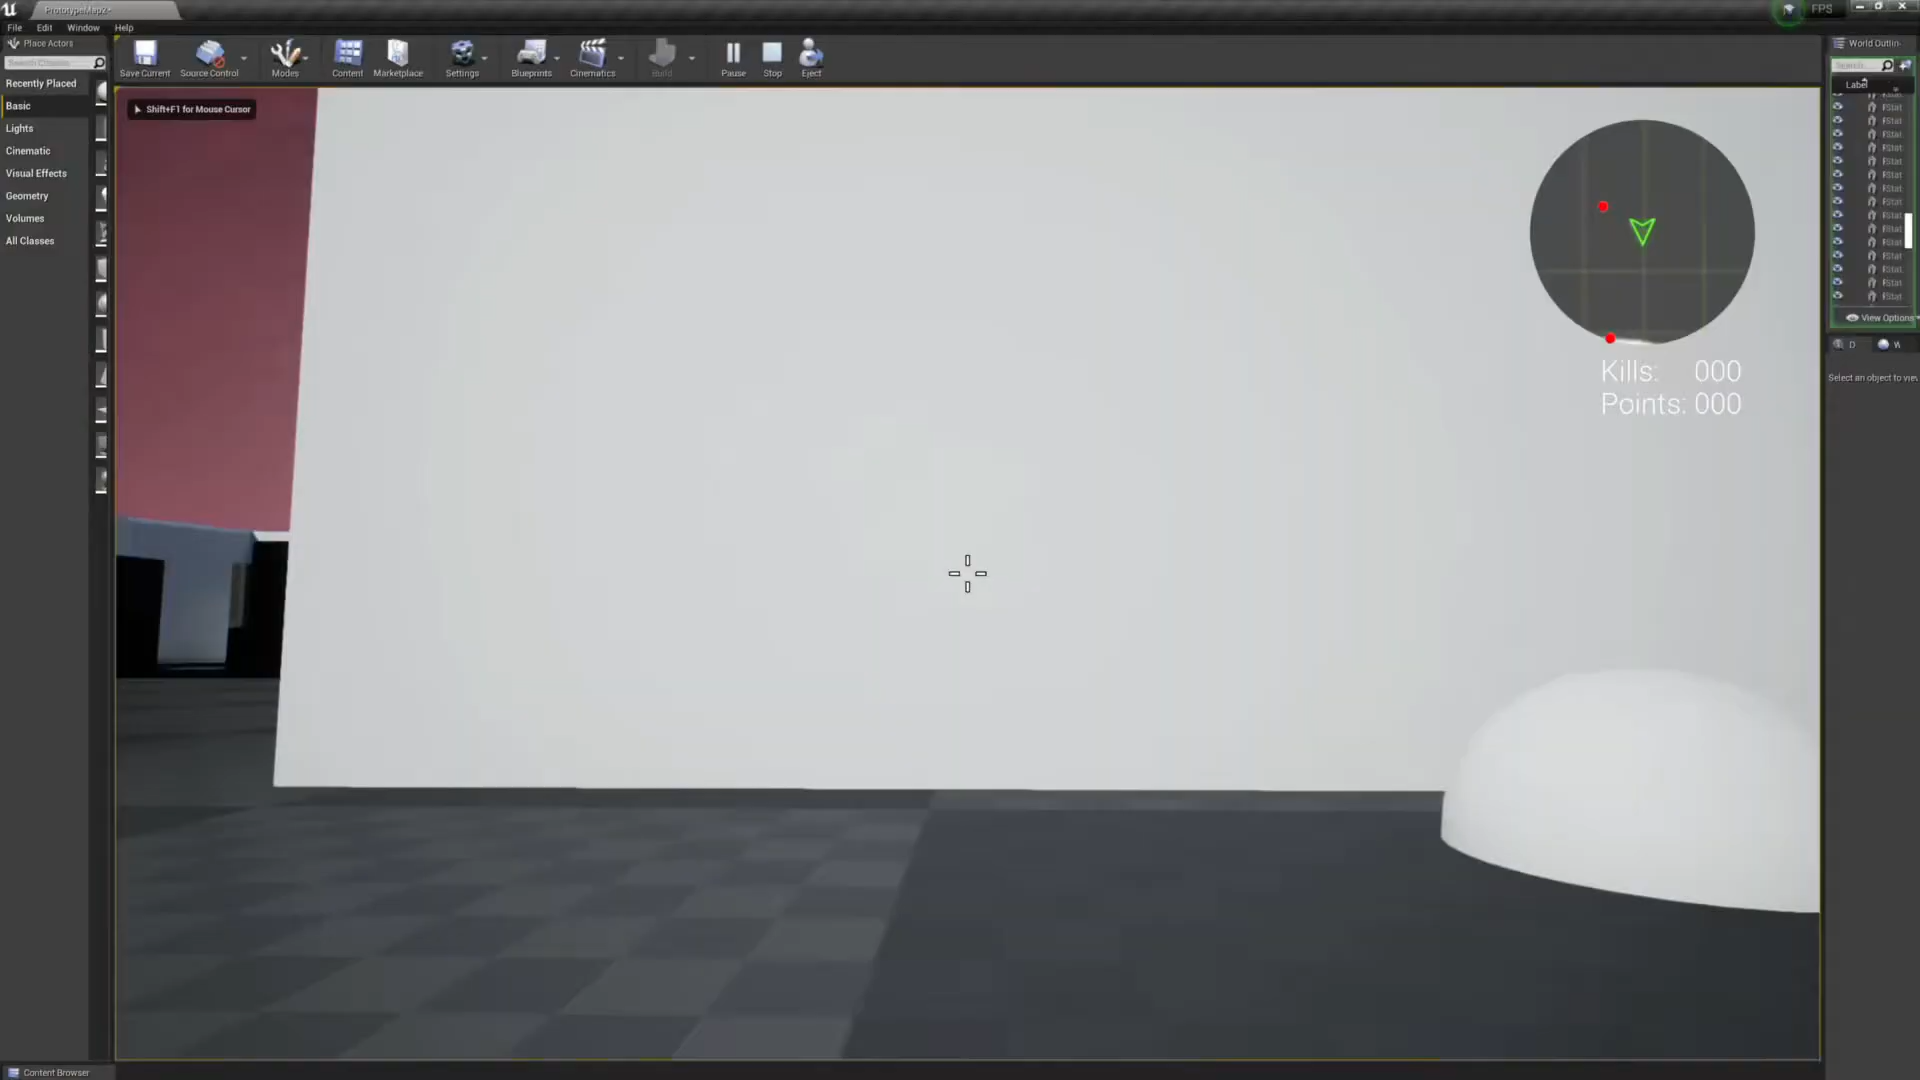 PrototypeMap2*
FPS
File Edit Window Help
Place Actors
Search Classes
Recently Placed
Basic
Lights
Cinematic
Visual Effects
Geometry
Volumes
All Classes
Save Current Source Control Modes Content Marketplace Settings Blueprints Cinematics Build Pause Stop Eject
Shift+F1 for Mouse Cursor
Kills: 000
Points: 000
World Outlin
Search
Label
View Options
D
Select an object to view
Content Browser